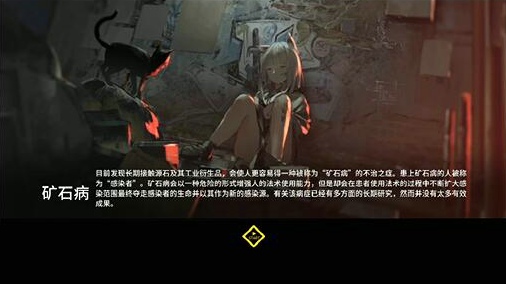 矿石病
目前发现长期接触源石及其工业衍生品，会使人更容易得一种被称为“矿石病”的不治之症。患上矿石病的人被称
为“感染者”。矿石病会以一种危险的形式增强人的法术使用能力，但是却会在患者使用法术的过程中不断扩大感
染范围最终夺走感染者的生命并以其作为新的感染源。有关该病症已经有多方面的长期研究，然而并没有太多有效
成果。